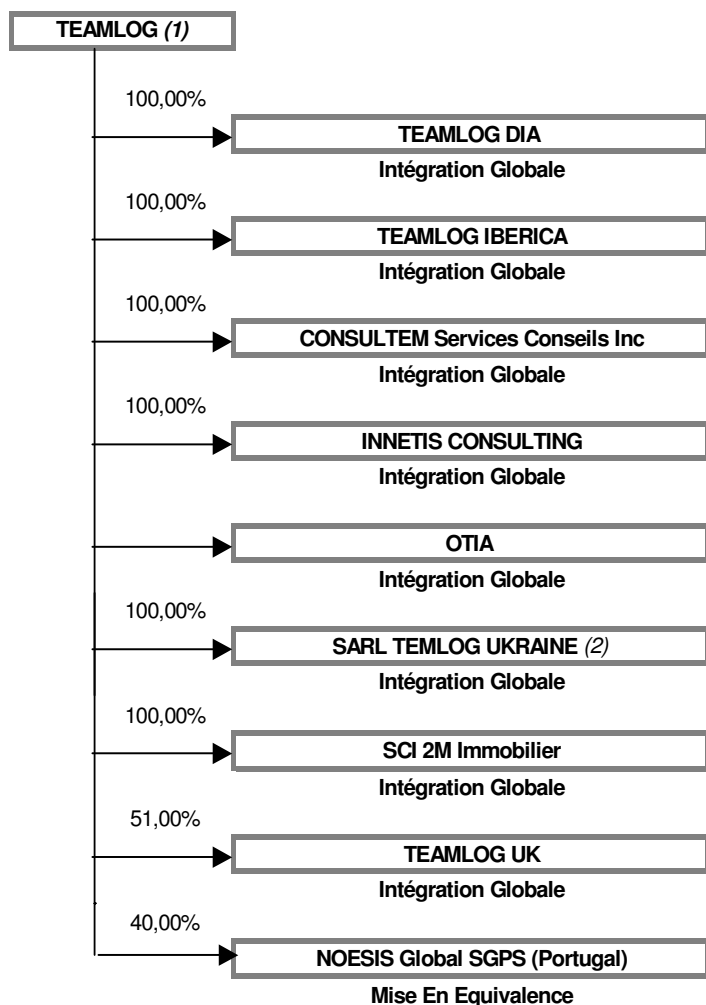 TEAMLOG (1)
100,00%
TEAMLOG DIA
Intégration Globale
100,00%
TEAMLOG IBERICA
Intégration Globale
100,00%
CONSULTEM Services Conseils Inc
Intégration Globale
100,00%
INNETIS CONSULTING
Intégration Globale
OTIA
Intégration Globale
100,00%
SARL TEMLOG UKRAINE (2)
Intégration Globale
100,00%
SCI 2M Immobilier
Intégration Globale
51,00%
TEAMLOG UK
Intégration Globale
40,00%
NOESIS Global SGPS (Portugal)
Mise En Equivalence